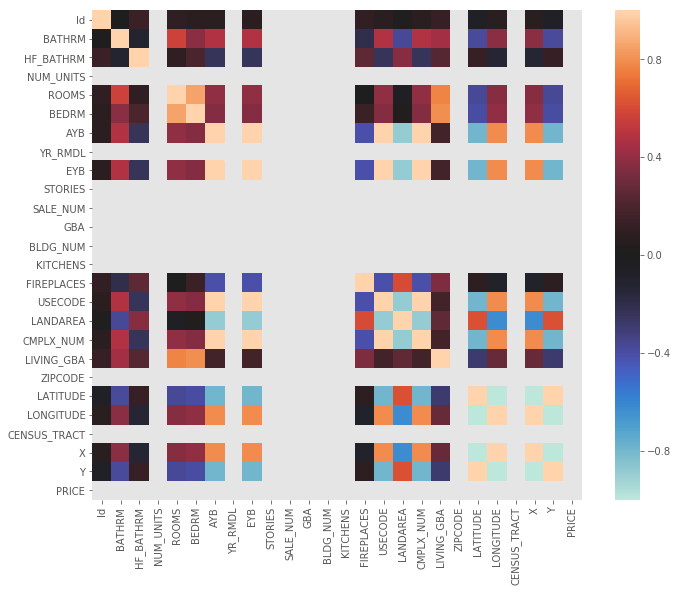 Id
BATHRM
HF_BATHRM
NUM_UNITS
ROOMS
BEDRM
AYB
YR_RMDL
EYB
STORIES
SALE_NUM
GBA
BLDG_NUM
KITCHENS
FIREPLACES
USECODE
LANDAREA
CMPLX_NUM
LIVING_GBA
ZIPCODE
LATITUDE
LONGITUDE
CENSUS_TRACT
X
Y
PRICE
Id
BATHRM
HF_BATHRM
NUM_UNITS
ROOMS
BEDRM
AYB
YR_RMDL
EYB
STORIES
SALE_NUM
GBA
BLDG_NUM
KITCHENS
FIREPLACES
USECODE
LANDAREA
CMPLX_NUM
LIVING_GBA
ZIPCODE
LATITUDE
LONGITUDE
CENSUS_TRACT
X
Y
PRICE
0.8
0.4
0.0
−0.4
−0.8